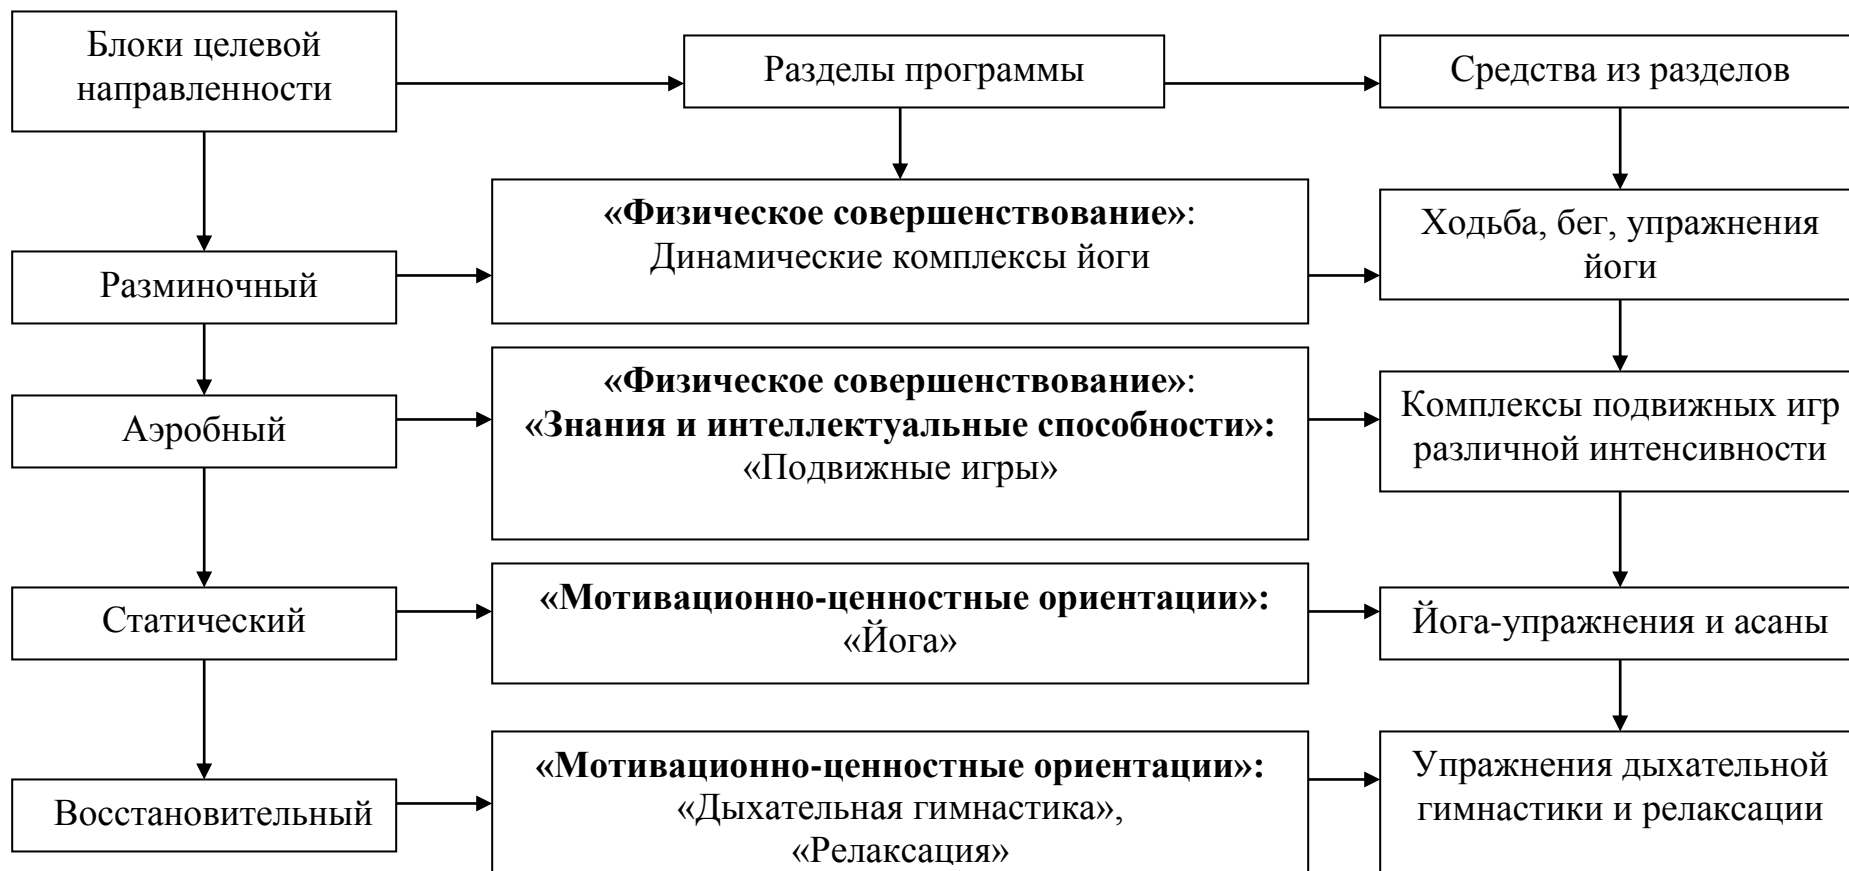 Блоки целевой
направленности
Разделы программы
Средства из разделов
Разминочный
«Физическое совершенствование»:
Динамические комплексы йоги
Ходьба, бег, упражнения
йоги
Аэробный
«Физическое совершенствование»:
«Знания и интеллектуальные способности»:
«Подвижные игры»
Комплексы подвижных игр
различной интенсивности
Статический
«Мотивационно-ценностные ориентации»:
«Йога»
Йога-упражнения и асаны
Восстановительный
«Мотивационно-ценностные ориентации»:
«Дыхательная гимнастика»,
«Релаксация»
Упражнения дыхательной
гимнастики и релаксации